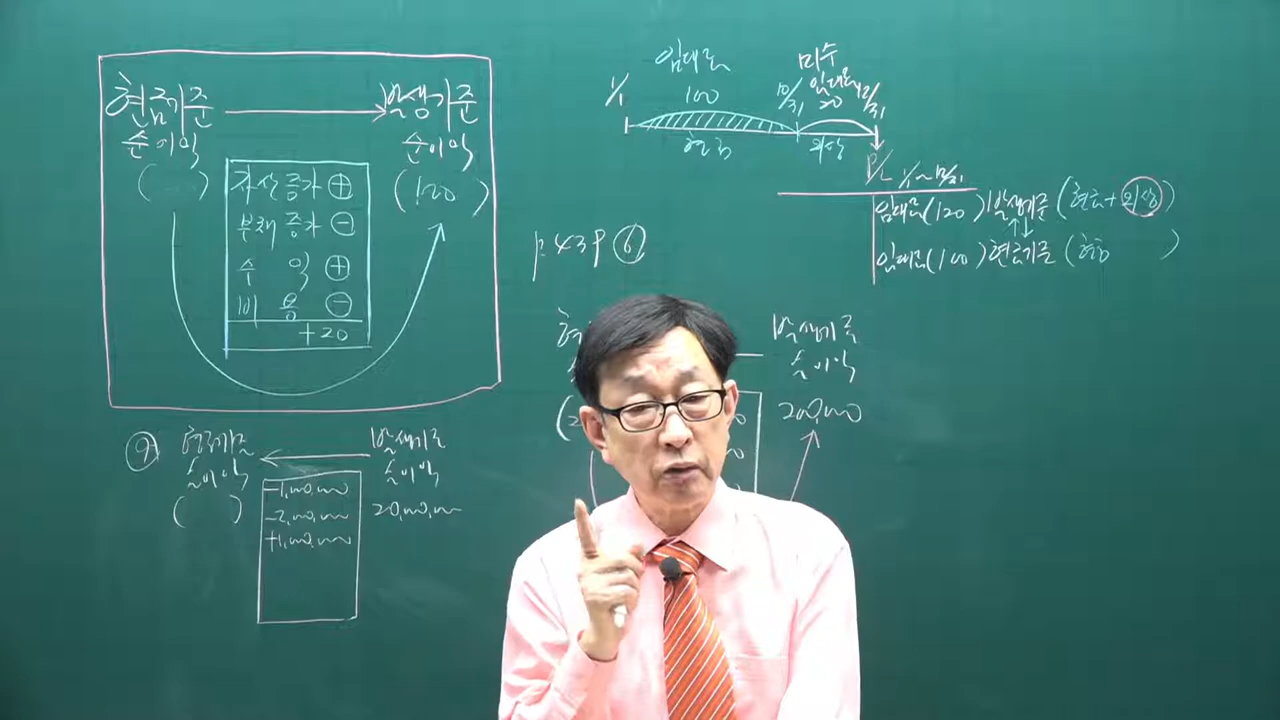 현금기준 → 발생기준
순이익 순이익
( ) (120)
자산증가 ⊕
부채증가 ⊖
수 익 ⊕
비 용 ⊖
+20
임대료
100
미수
임대료
20
1/1
10/31
12/31
현금 외상
P/L 1/1~12/31
임대료(120) 발생기준 (현금+외상)
임대료(100) 현금기준 (현금 )
P.43P ⑥
발생기준
순이익
200,000
⑨ 현금기준 ← 발생기준
순이익 순이익
( ) 20,000,000
-1,000,000
-2,000,000
+1,000,000